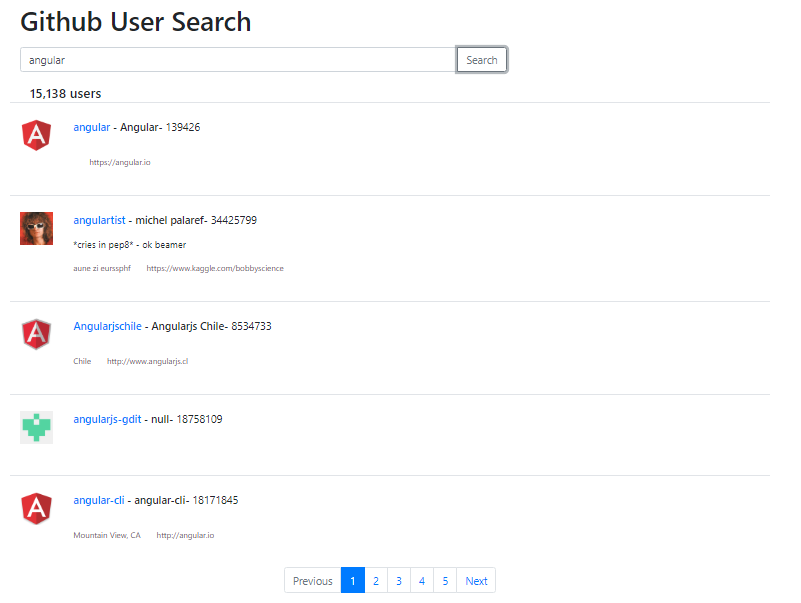 Github User Search
angular Search
15,138 users
angular - Angular- 139426
https://angular.io
angulartist - michel palaref- 34425799
*cries in pep8* - ok beamer
aune zi eurssphf https://www.kaggle.com/bobbyscience
Angularjschile - Angularjs Chile- 8534733
Chile http://www.angularjs.cl
angularjs-gdit - null- 18758109
angular-cli - angular-cli- 18171845
Mountain View, CA http://angular.io
Previous 1 2 3 4 5 Next